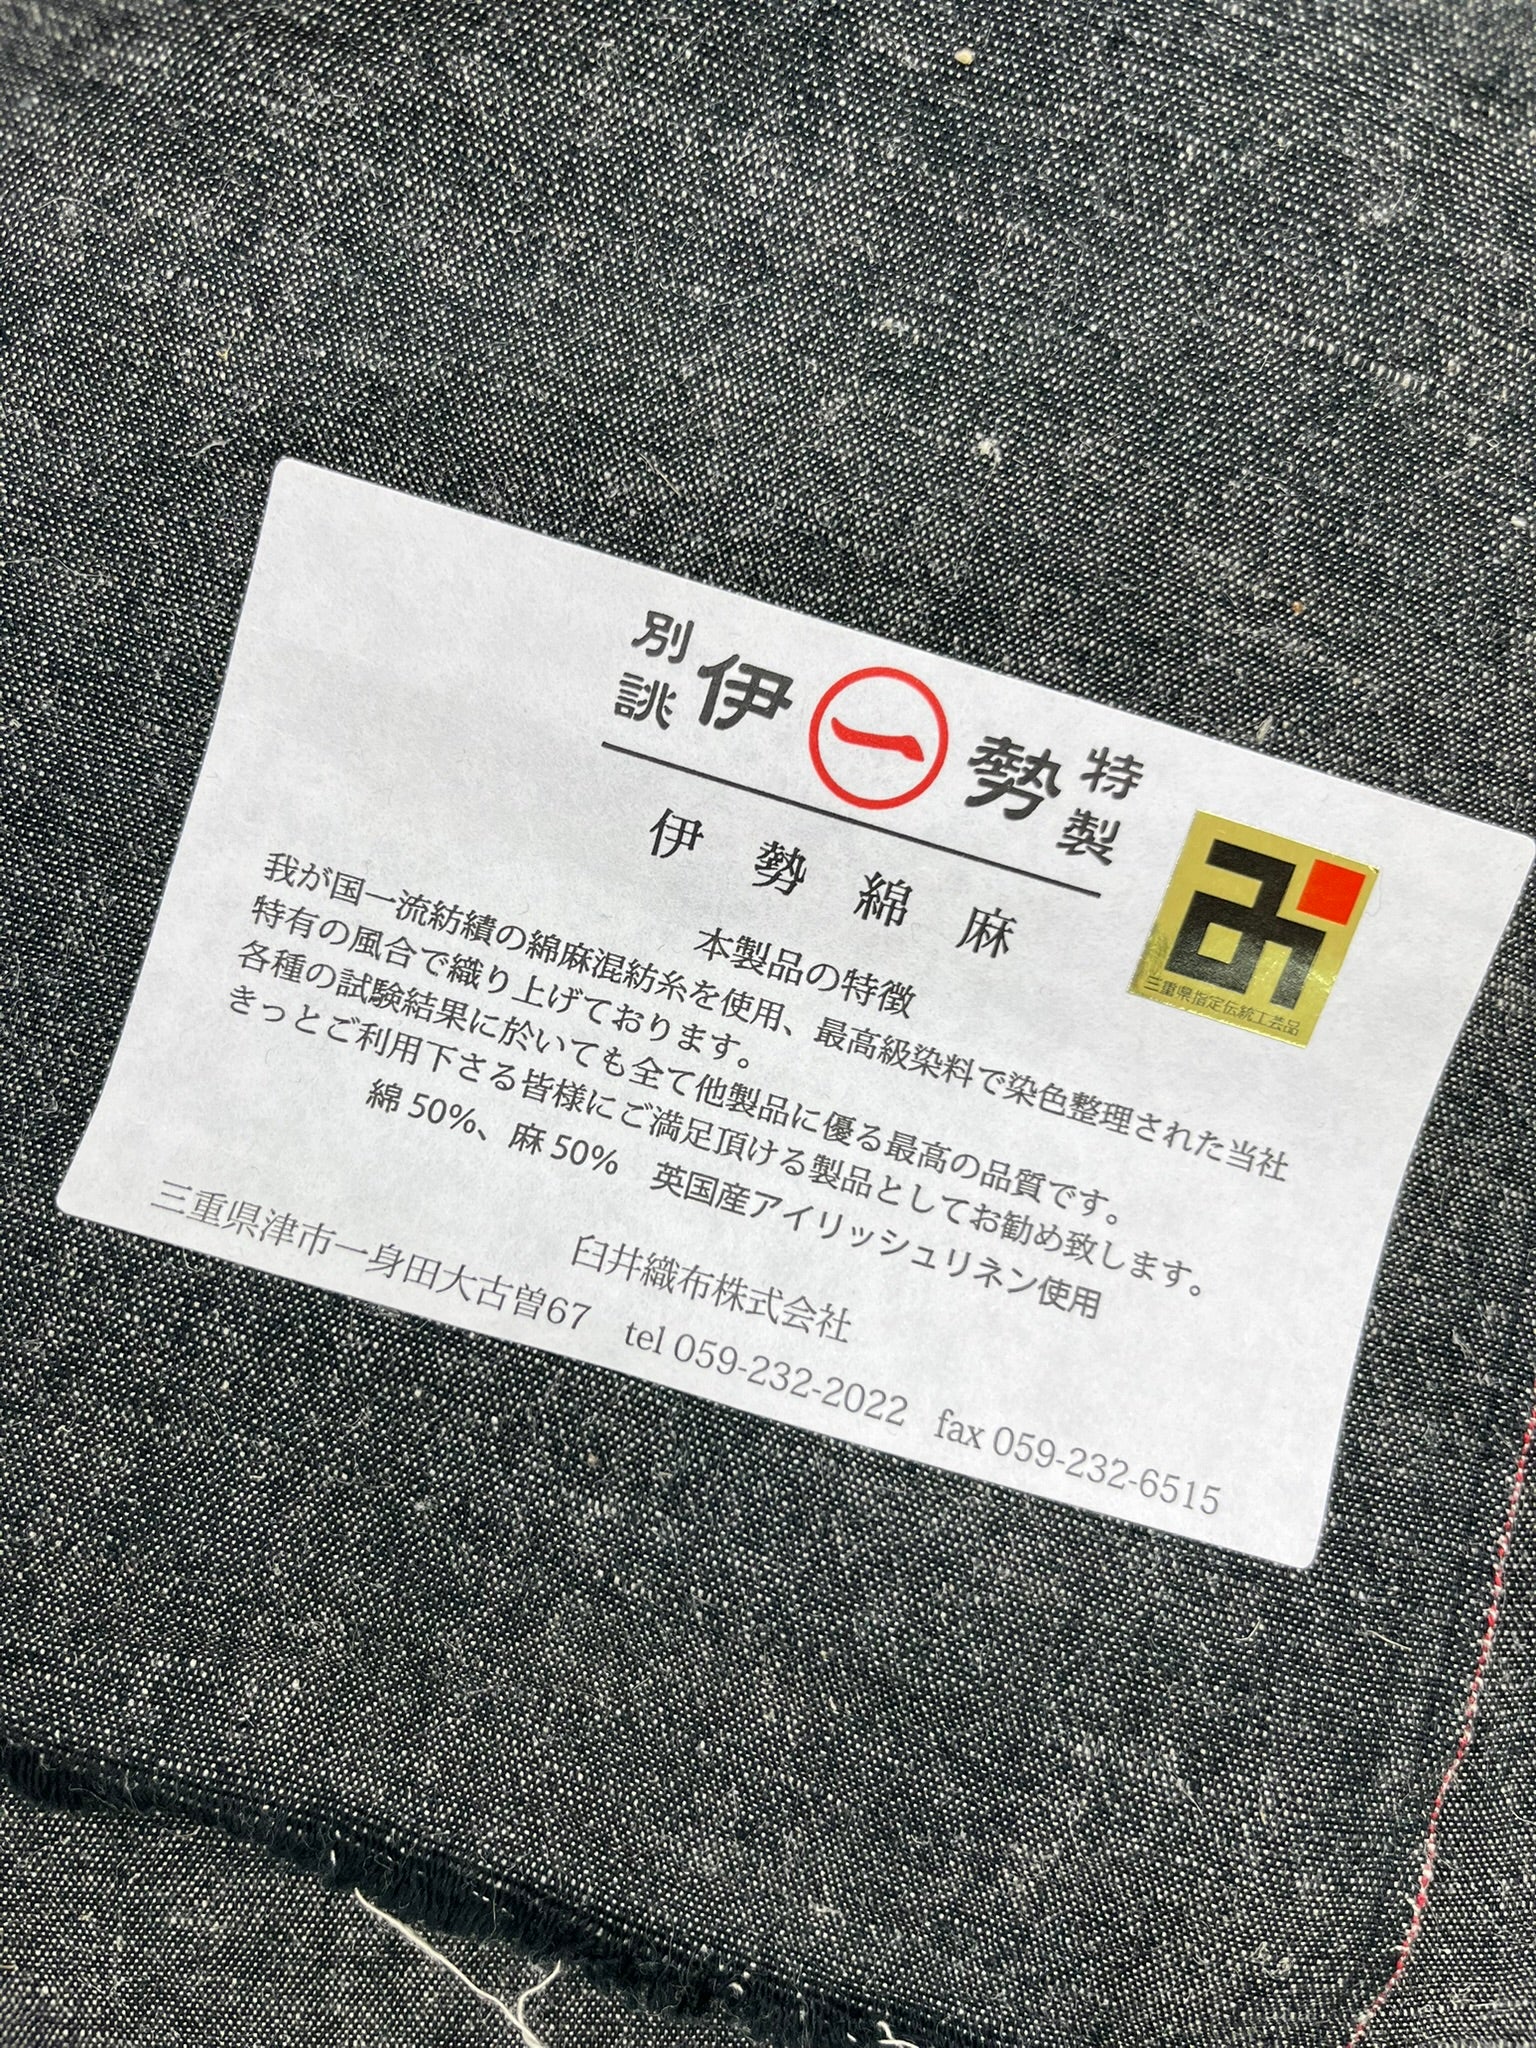 別誂 伊 一 勢 特製
伊勢綿麻
本製品の特徴
我が国一流紡績の綿麻混紡糸を使用、最高級染料で染色整理された当社
特有の風合で織り上げております。
各種の試験結果に於いても全て他製品に優る最高の品質です。
きっとご利用下さる皆様にご満足頂ける製品としてお勧め致します。
綿50%、麻50%　英国産アイリッシュリネン使用
臼井織布株式会社
三重県津市一身田大古曽67　tel 059-232-2022 fax 059-232-6515
三重県指定伝統工芸品